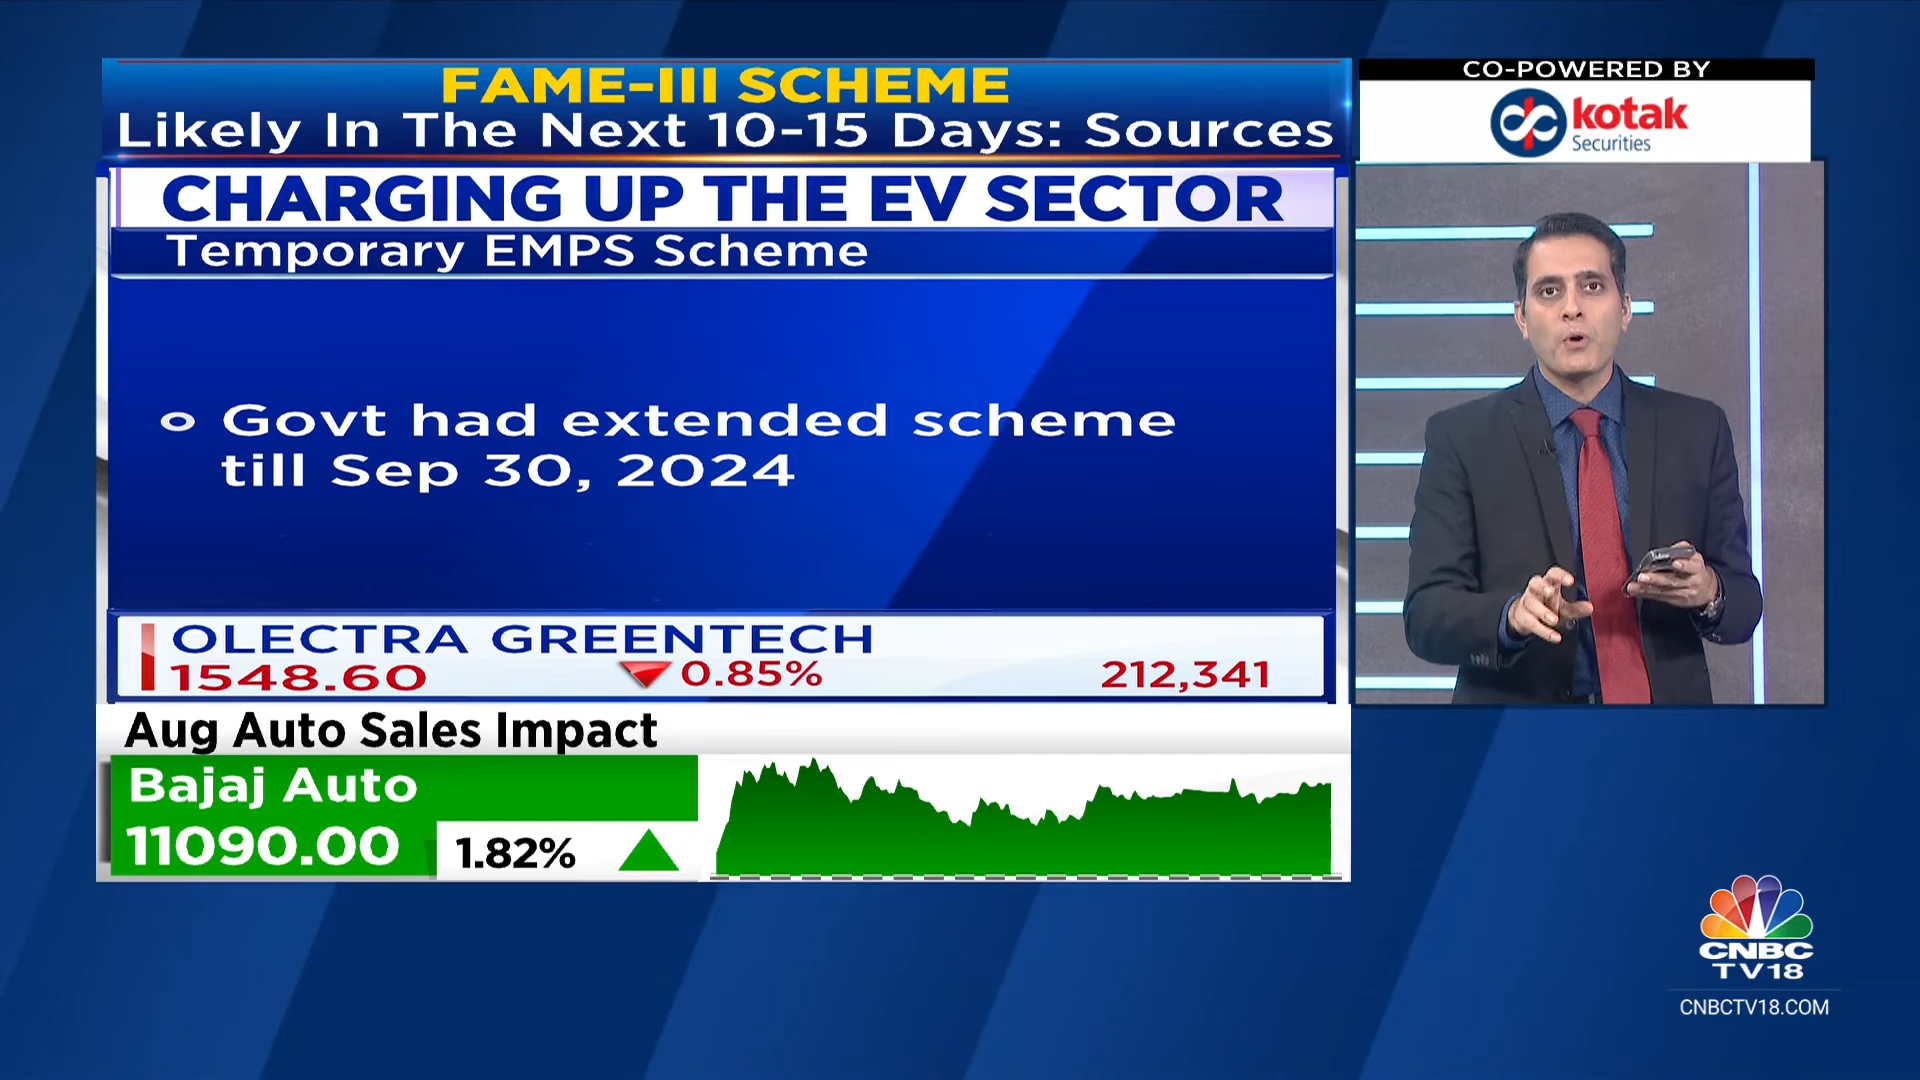 FAME-III SCHEME
Likely In The Next 10-15 Days: Sources
CHARGING UP THE EV SECTOR
Temporary EMPS Scheme
Govt had extended scheme
till Sep 30, 2024
OLECTRA GREENTECH
1548.60 0.85% 212,341
Aug Auto Sales Impact
Bajaj Auto
11090.00 1.82%
CO-POWERED BY
kotak
Securities
CNBC
TV18
CNBCTV18.COM